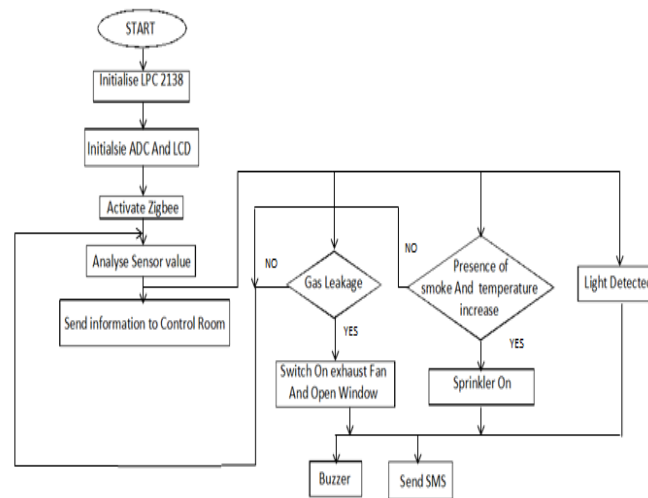 START
Initialise LPC 2138
Initialsie ADC And LCD
Activate Zigbee
Analyse Sensor value
Send information to Control Room
NO
Gas Leakage
YES
Switch On exhaust Fan
And Open Window
NO
Presence of
smoke And temperature
increase
YES
Sprinkler On
Light Detected
Buzzer
Send SMS